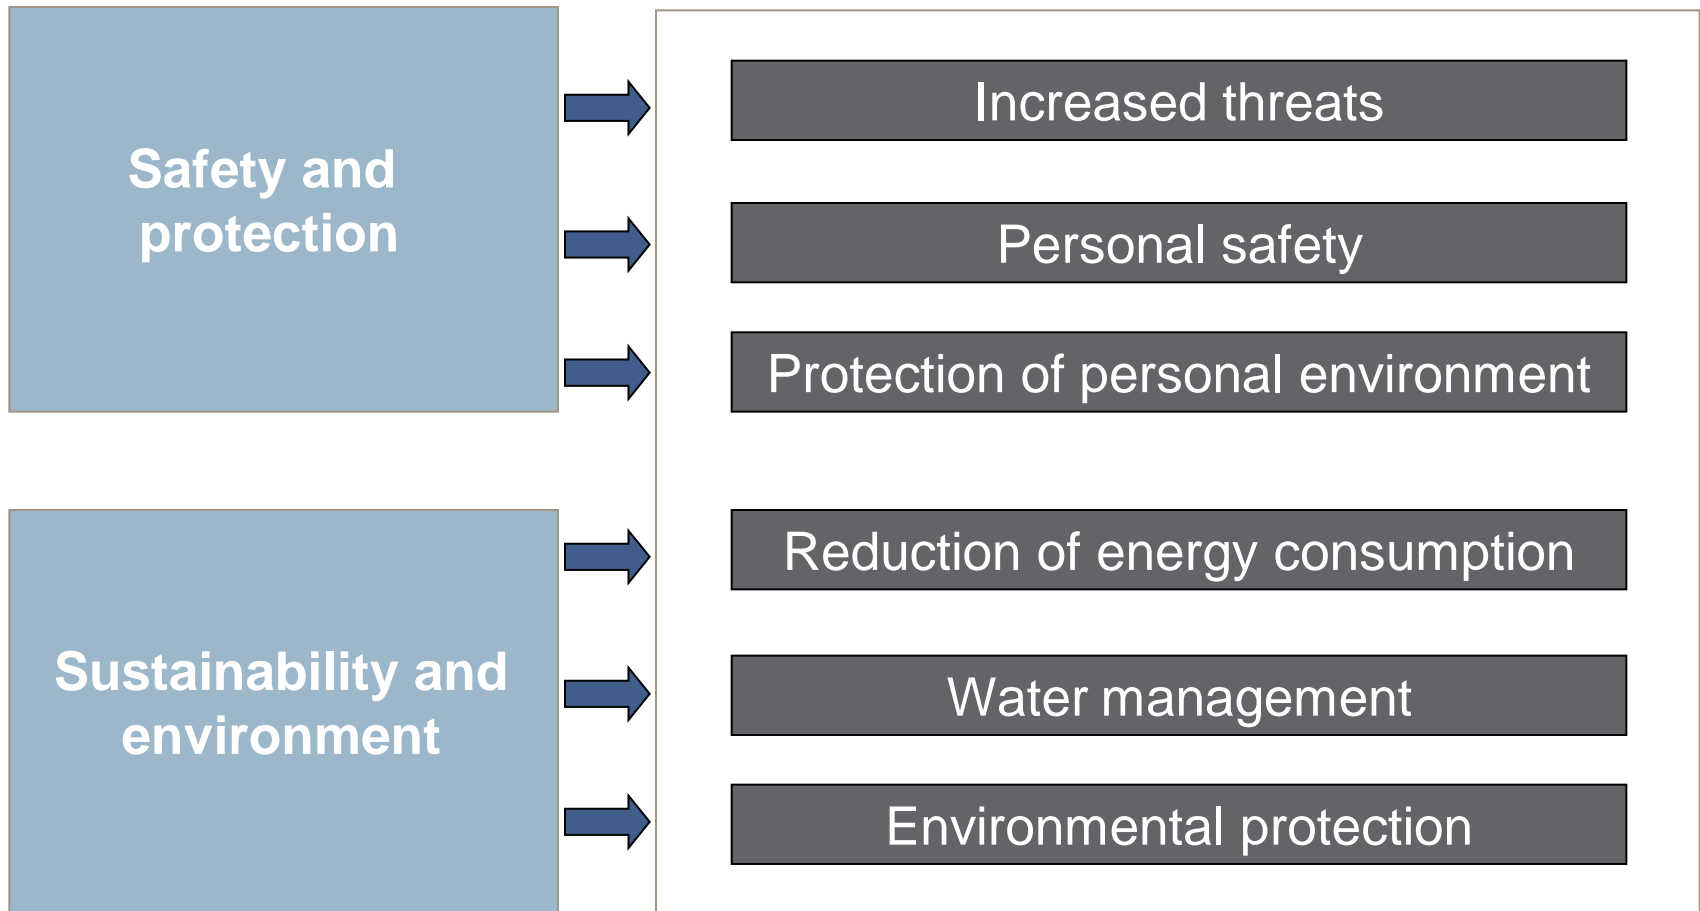 Safety and
protection
Increased threats
Personal safety
Protection of personal environment
Sustainability and
environment
Reduction of energy consumption
Water management
Environmental protection